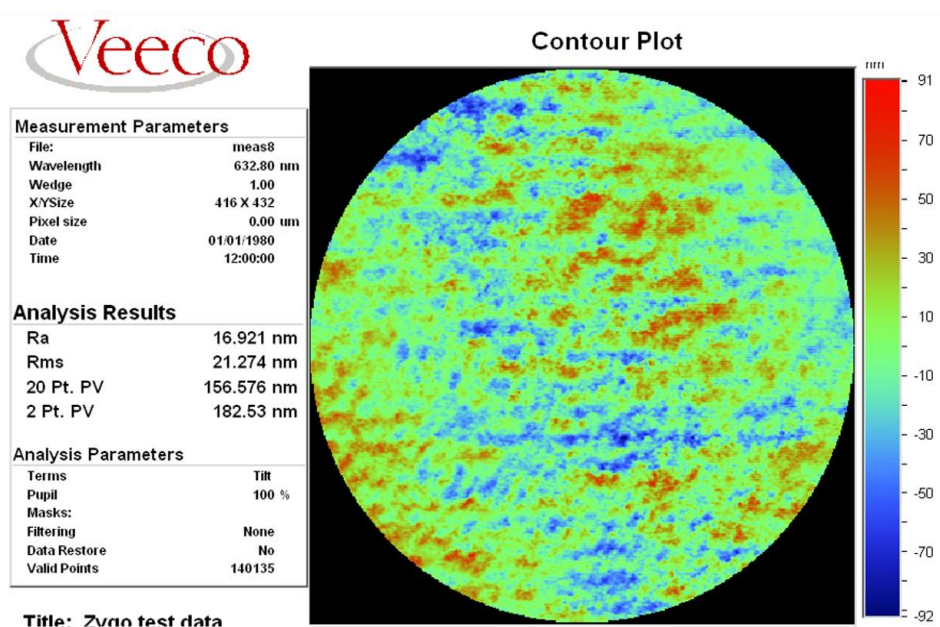 Veeco
Measurement Parameters
File: meas8
Wavelength 632.80 nm
Wedge 1.00
X/YSize 416 X 432
Pixel size 0.00 um
Date 01/01/1980
Time 12:00:00
Analysis Results
Ra 16.921 nm
Rms 21.274 nm
20 Pt. PV 156.576 nm
2 Pt. PV 182.53 nm
Analysis Parameters
Terms Tilt
Pupil 100 %
Masks:
Filtering None
Data Restore No
Valid Points 140135
Title: Zygo test data
Contour Plot
nm
91
70
50
30
10
-10
-30
-50
-70
-92